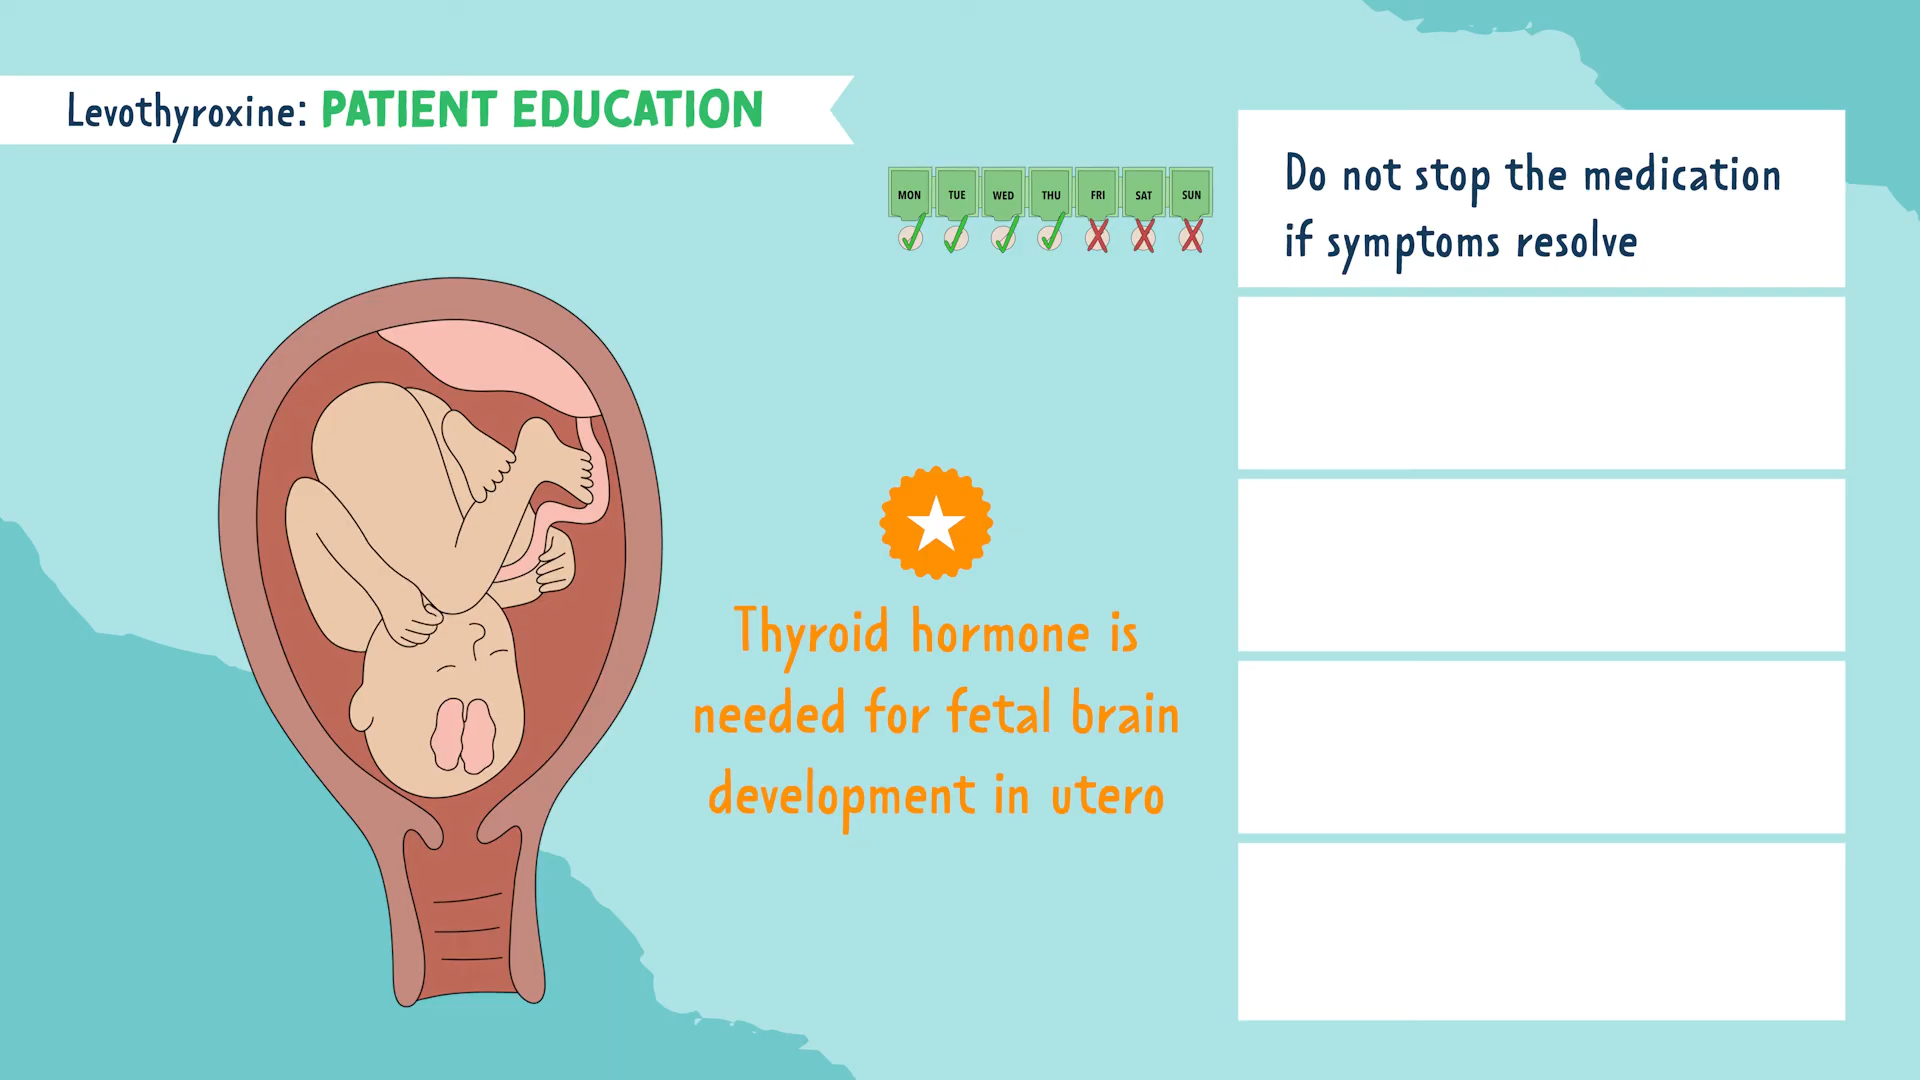 Levothyroxine: PATIENT EDUCATION
MON TUE WED THU FRI SAT SUN
Do not stop the medication
if symptoms resolve
Thyroid hormone is
needed for fetal brain
development in utero